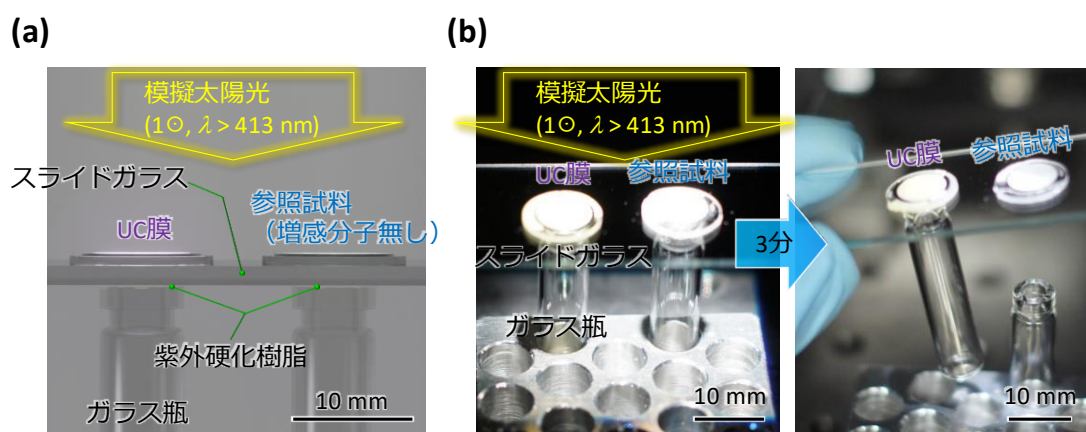 (a)
模擬太陽光
(1⊙, λ > 413 nm)
スライドガラス
UC膜
参照試料
(増感分子無し)
紫外硬化樹脂
ガラス瓶
10 mm
(b)
模擬太陽光
(1⊙, λ > 413 nm)
UC膜
参照試料
スライドガラス
ガラス瓶
10 mm
3分
UC膜
参照試料
10 mm